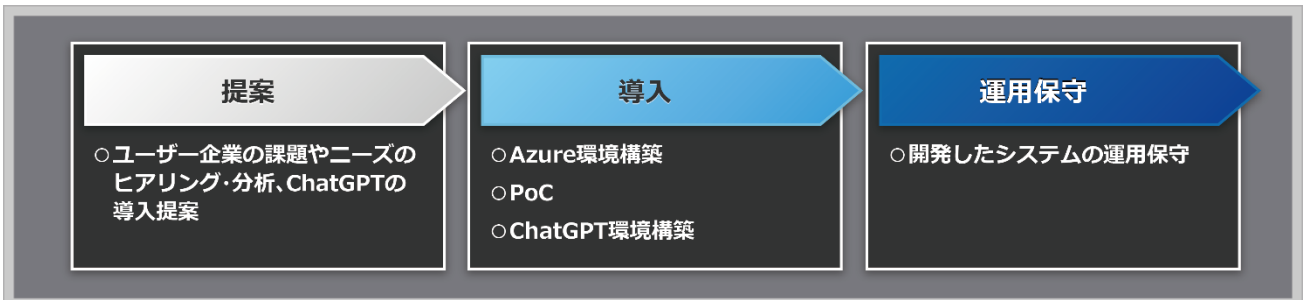 提案
○ユーザー企業の課題やニーズの
ヒアリング・分析、ChatGPTの
導入提案
導入
○Azure環境構築
○PoC
○ChatGPT環境構築
運用保守
○開発したシステムの運用保守